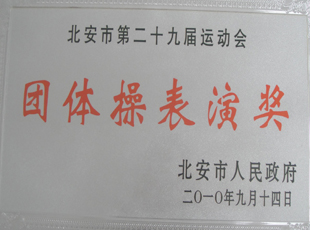 北安市第二十九届运动会
团体操表演奖
北安市人民政府
二〇一〇年九月十四日